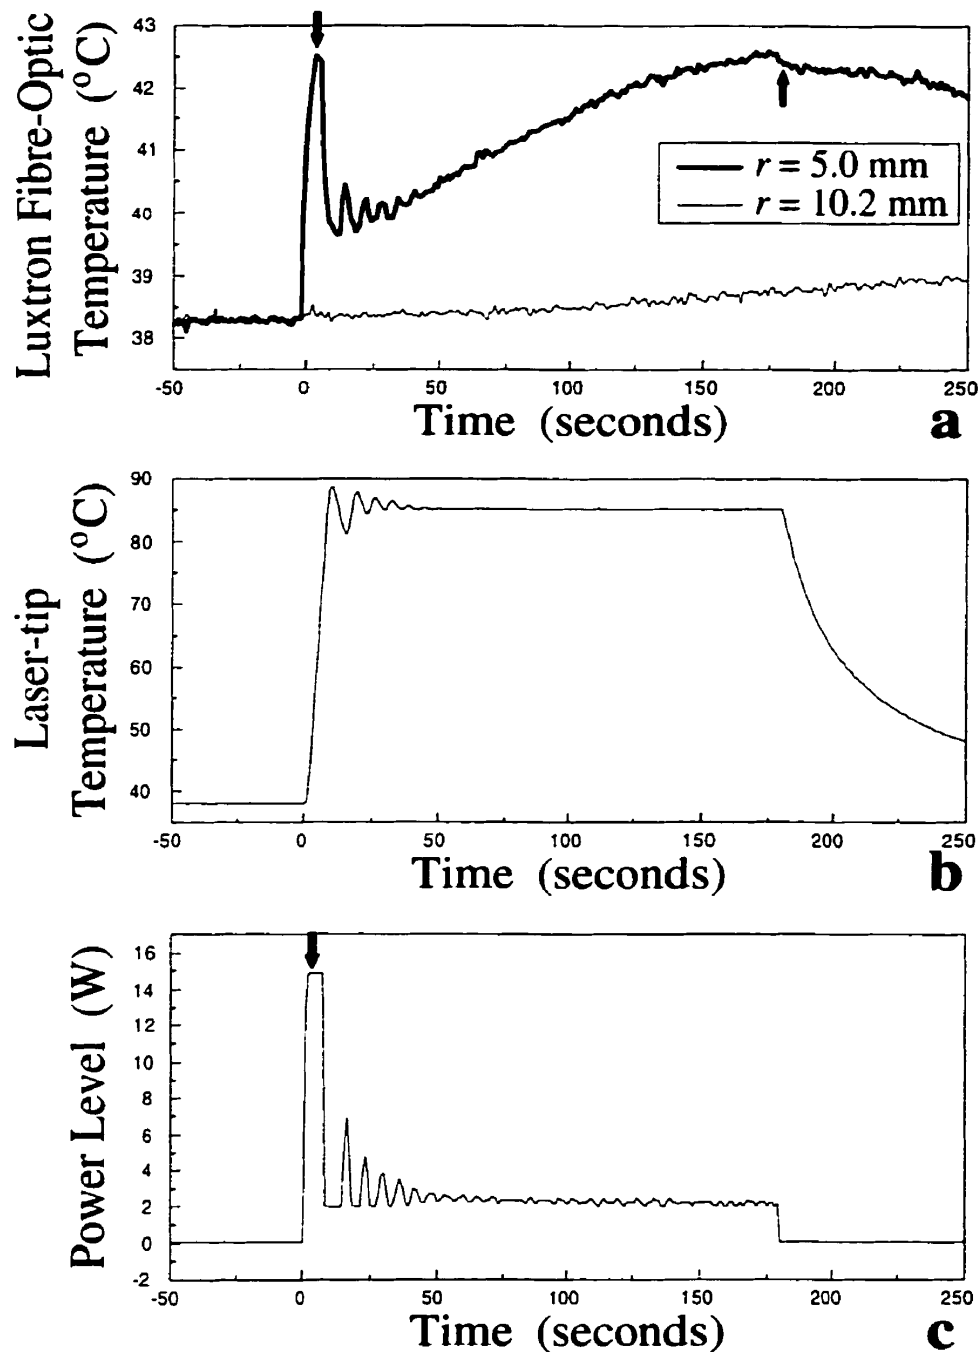 Luxtron Fibre-Optic
Temperature (°C)
43
42
41
40
39
38
r = 5.0 mm
r = 10.2 mm
-50 0 50 100 150 200 250
Time (seconds)
a
Laser-tip
Temperature (°C)
90
80
70
60
50
40
-50 0 50 100 150 200 250
Time (seconds)
b
Power Level (W)
16
14
12
10
8
6
4
2
0
-2
-50 0 50 100 150 200 250
Time (seconds)
c